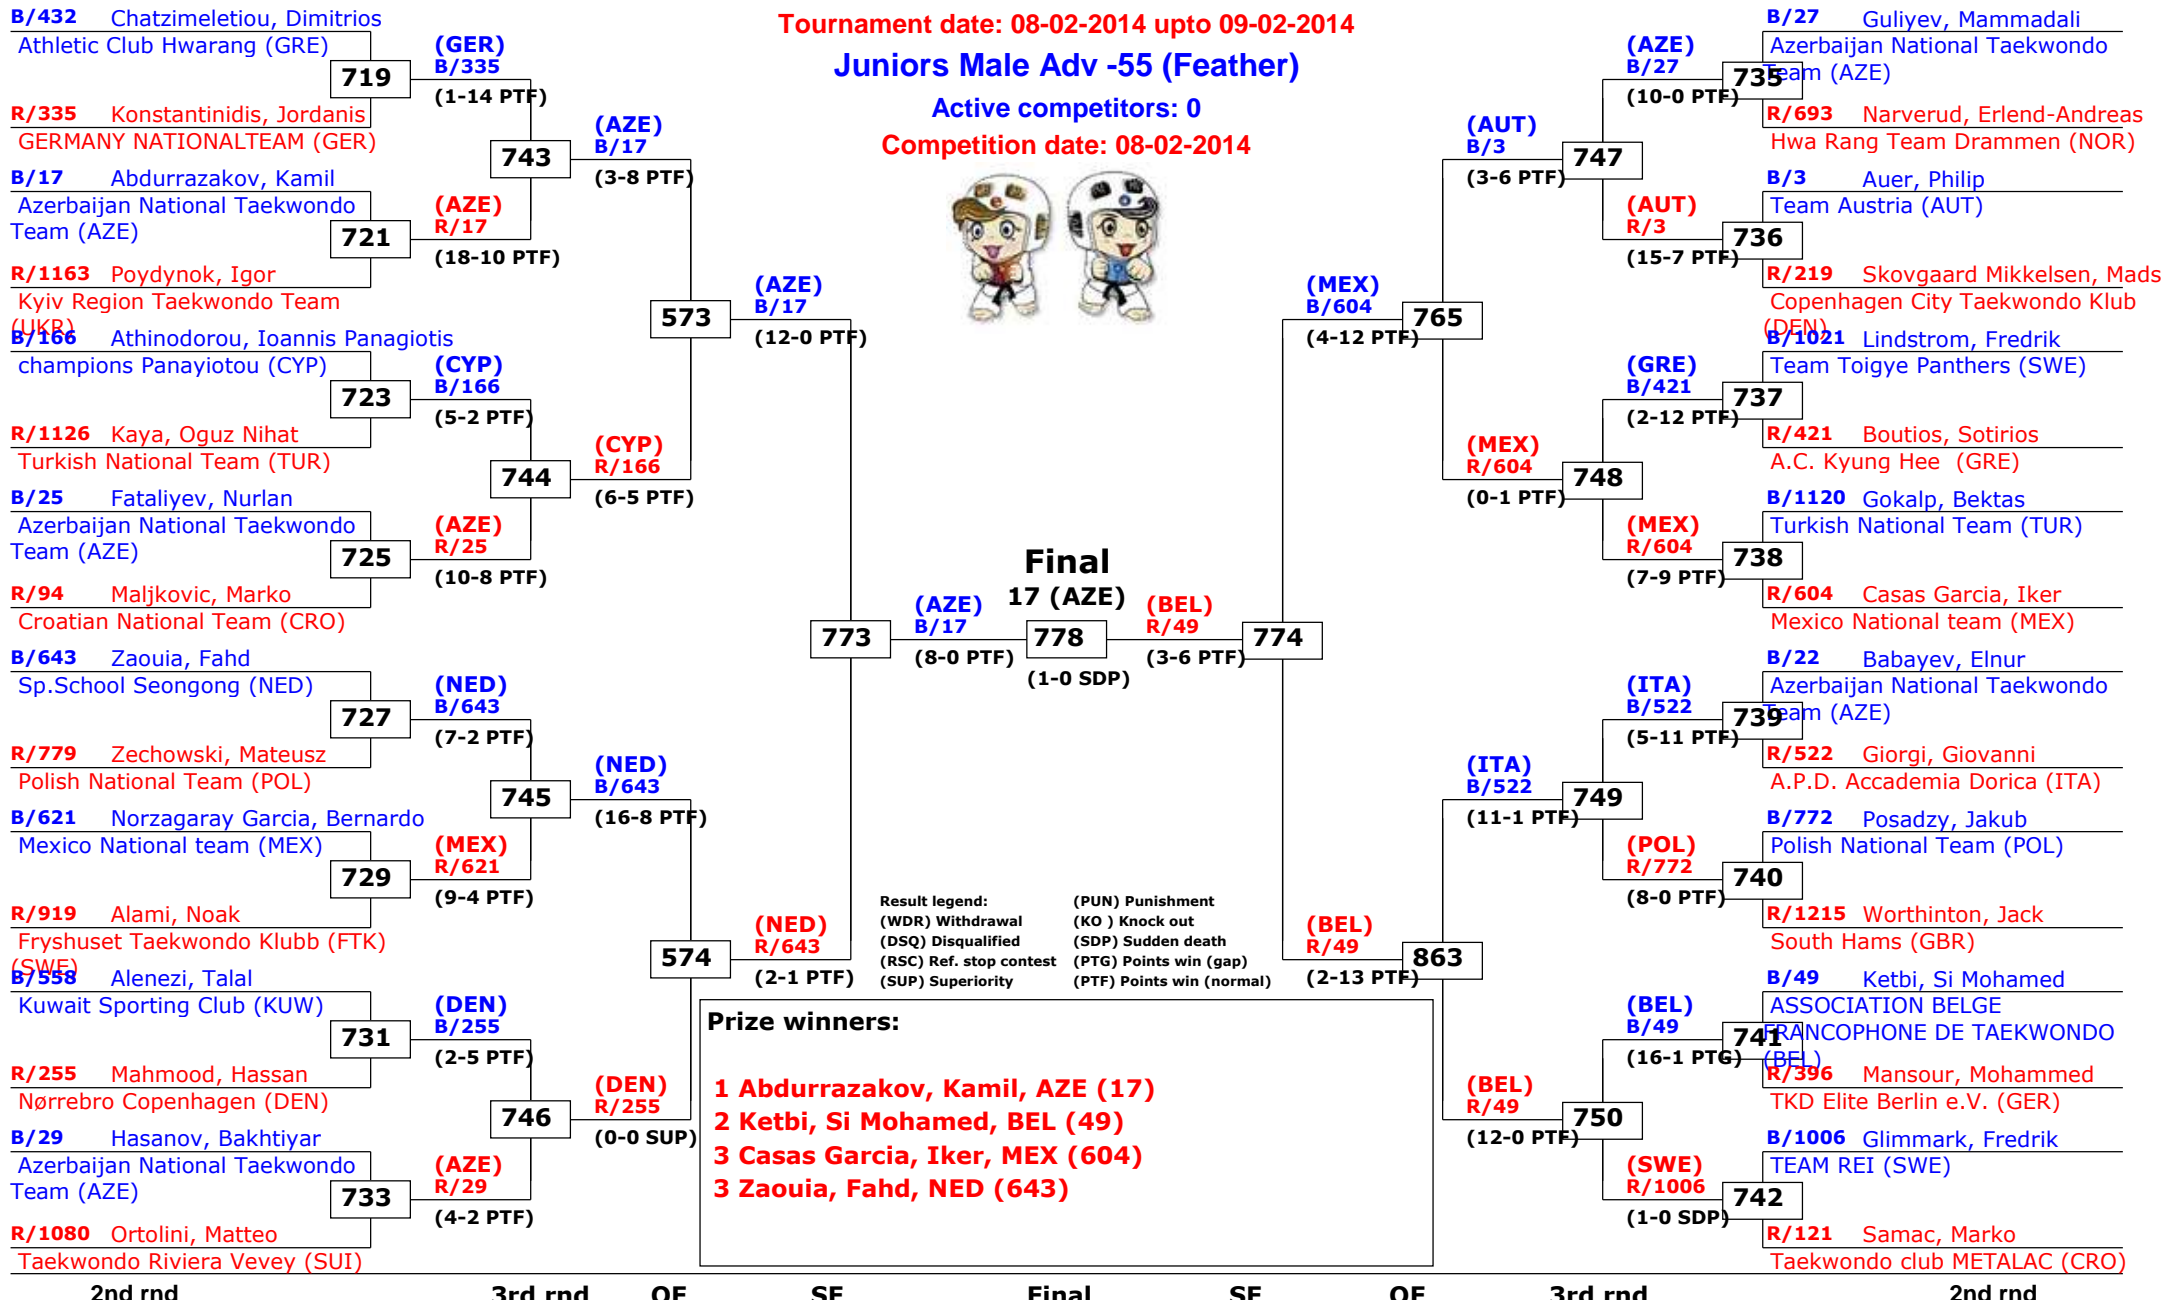 Tournament date: 08-02-2014 upto 09-02-2014
Juniors Male Adv -55 (Feather)
Active competitors: 0
Competition date: 08-02-2014
B/432 Chatzimeletiou, Dimitrios
Athletic Club Hwarang (GRE)
719
R/335 Konstantinidis, Jordanis
GERMANY NATIONALTEAM (GER)
B/17 Abdurrazakov, Kamil
Azerbaijan National Taekwondo
Team (AZE)
721
R/1163 Poydynok, Igor
Kyiv Region Taekwondo Team
(UKR)
B/166 Athinodorou, Ioannis Panagiotis
champions Panayiotou (CYP)
723
R/1126 Kaya, Oguz Nihat
Turkish National Team (TUR)
B/25 Fataliyev, Nurlan
Azerbaijan National Taekwondo
Team (AZE)
725
R/94 Maljkovic, Marko
Croatian National Team (CRO)
B/643 Zaouia, Fahd
Sp.School Seongong (NED)
727
R/779 Zechowski, Mateusz
Polish National Team (POL)
B/621 Norzagaray Garcia, Bernardo
Mexico National team (MEX)
729
R/919 Alami, Noak
Fryshuset Taekwondo Klubb (FTK)
(SWE)
B/558 Alenezi, Talal
Kuwait Sporting Club (KUW)
731
R/255 Mahmood, Hassan
Nørrebro Copenhagen (DEN)
B/29 Hasanov, Bakhtiyar
Azerbaijan National Taekwondo
Team (AZE)
733
R/1080 Ortolini, Matteo
Taekwondo Riviera Vevey (SUI)
(GER)
B/335
(1-14 PTF)
743
(AZE)
R/17
(18-10 PTF)
(CYP)
B/166
(5-2 PTF)
744
(AZE)
R/25
(10-8 PTF)
(NED)
B/643
(7-2 PTF)
745
(MEX)
R/621
(9-4 PTF)
(DEN)
B/255
(2-5 PTF)
746
(AZE)
R/29
(4-2 PTF)
(AZE)
B/17
(3-8 PTF)
573
(CYP)
R/166
(6-5 PTF)
(NED)
B/643
(16-8 PTF)
574
(DEN)
R/255
(0-0 SUP)
(AZE)
B/17
(12-0 PTF)
773
(NED)
R/643
(2-1 PTF)
(AZE)
B/17
(8-0 PTF)
Final
17 (AZE)
778
(1-0 SDP)
(BEL)
R/49
(3-6 PTF)
774
(MEX)
B/604
(4-12 PTF)
765
(BEL)
R/49
(2-13 PTF)
863
(AUT)
B/3
(3-6 PTF)
747
(MEX)
R/604
(0-1 PTF)
748
(ITA)
B/522
(11-1 PTF)
749
(BEL)
R/49
(12-0 PTF)
750
(AZE)
B/27
(10-0 PTF)
735
(AUT)
R/3
(15-7 PTF)
736
(GRE)
B/421
(2-12 PTF)
737
(MEX)
R/604
(7-9 PTF)
738
(ITA)
B/522
(5-11 PTF)
739
(POL)
R/772
(8-0 PTF)
740
(BEL)
B/49
(16-1 PTG)
741
(SWE)
R/1006
(1-0 SDP)
742
B/27 Guliyev, Mammadali
Azerbaijan National Taekwondo
Team (AZE)
R/693 Narverud, Erlend-Andreas
Hwa Rang Team Drammen (NOR)
B/3 Auer, Philip
Team Austria (AUT)
R/219 Skovgaard Mikkelsen, Mads
Copenhagen City Taekwondo Klub
(DEN)
B/1021 Lindstrom, Fredrik
Team Toigye Panthers (SWE)
R/421 Boutios, Sotirios
A.C. Kyung Hee (GRE)
B/1120 Gokalp, Bektas
Turkish National Team (TUR)
R/604 Casas Garcia, Iker
Mexico National team (MEX)
B/22 Babayev, Elnur
Azerbaijan National Taekwondo
Team (AZE)
R/522 Giorgi, Giovanni
A.P.D. Accademia Dorica (ITA)
B/772 Posadzy, Jakub
Polish National Team (POL)
R/1215 Worthinton, Jack
South Hams (GBR)
B/49 Ketbi, Si Mohamed
ASSOCIATION BELGE
FRANCOPHONE DE TAEKWONDO
(BEL)
R/396 Mansour, Mohammed
TKD Elite Berlin e.V. (GER)
B/1006 Glimmark, Fredrik
TEAM REI (SWE)
R/121 Samac, Marko
Taekwondo club METALAC (CRO)
Result legend:
(WDR) Withdrawal
(DSQ) Disqualified
(RSC) Ref. stop contest
(SUP) Superiority
(PUN) Punishment
(KO ) Knock out
(SDP) Sudden death
(PTG) Points win (gap)
(PTF) Points win (normal)
Prize winners:
1 Abdurrazakov, Kamil, AZE (17)
2 Ketbi, Si Mohamed, BEL (49)
3 Casas Garcia, Iker, MEX (604)
3 Zaouia, Fahd, NED (643)
2nd rnd 3rd rnd QF SF Final SF QF 3rd rnd 2nd rnd